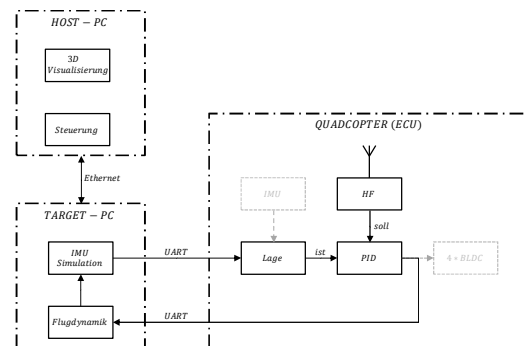 HOST − PC
3D
Visualisierung
Steuerung
Ethernet
QUADCOPTER (ECU)
IMU
HF
soll
TARGET − PC
IMU
Simulation
UART
Lage
ist
PID
4 ∗ BLDC
Flugdynamik
UART